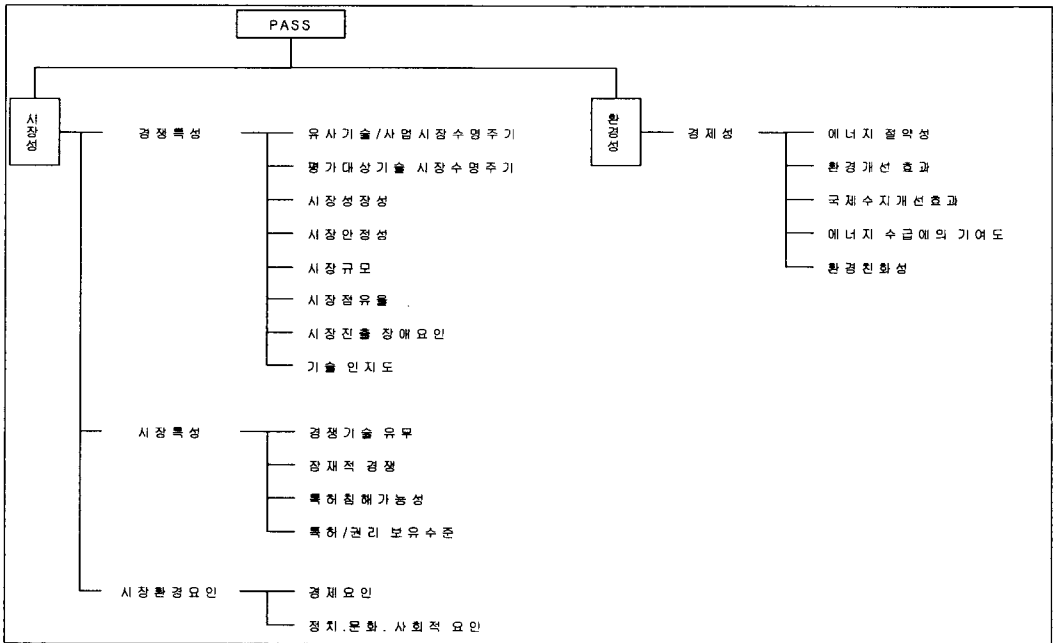 PASS
시장성
경쟁특성
유사기술/사업시장수명주기
평가대상기술 시장수명주기
시장성장성
시장안정성
시장규모
시장점유율
시장진출 장애요인
기술 인지도
시장특성
경쟁기술 유무
잠재적 경쟁
특허침해가능성
특허/권리 보유수준
시장환경요인
경제요인
정치.문화.사회적 요인
환경성
경제성
에너지 절약성
환경개선 효과
국제수지개선효과
에너지 수급에의 기여도
환경친화성